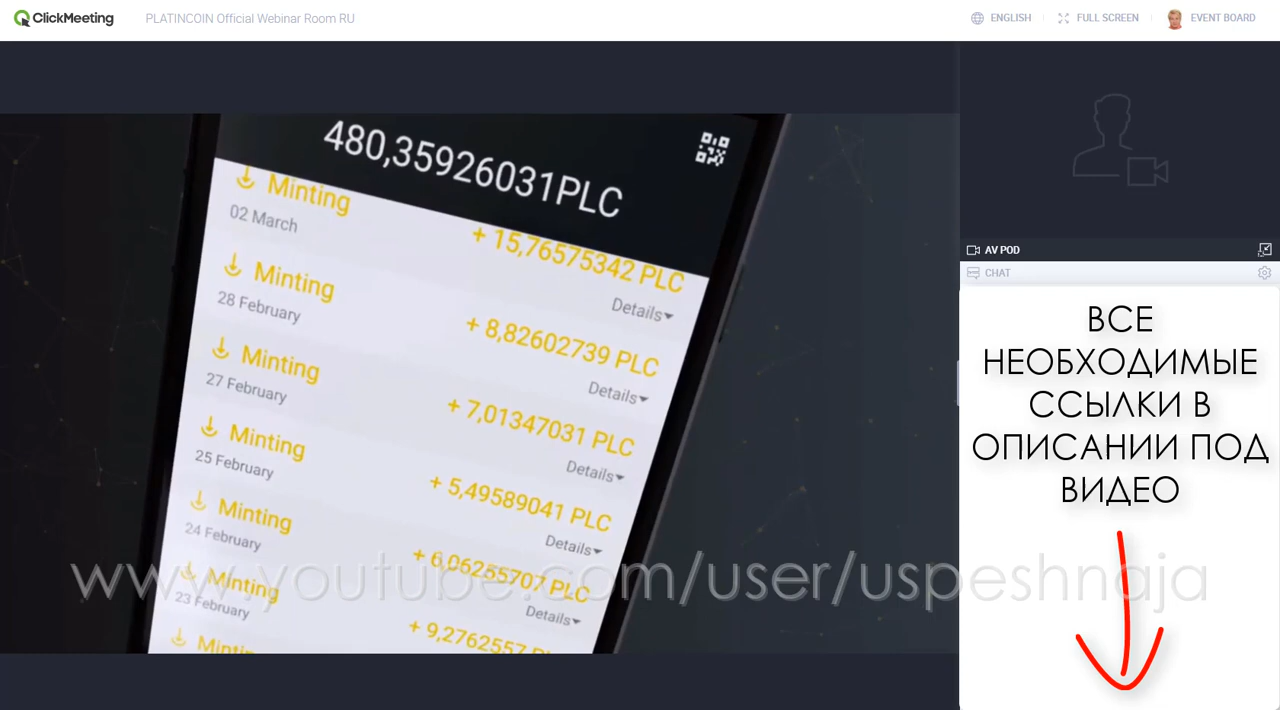 ClickMeeting
PLATINCOIN Official Webinar Room RU
ENGLISH
FULL SCREEN
EVENT BOARD
480,35926031PLC
Minting
02 March
+ 15,76575342 PLC
Details
Minting
28 February
+ 8,82602739 PLC
Details
Minting
27 February
+ 7,01347031 PLC
Details
Minting
25 February
+ 5,49589041 PLC
Details
Minting
24 February
+ 6,06255707 PLC
Details
Minting
23 February
+ 9,2762557
Minting
AV POD
CHAT
ВСЕ
НЕОБХОДИМЫЕ
ССЫЛКИ В
ОПИСАНИИ ПОД
ВИДЕО
www.youtube.com/user/uspeshnaja